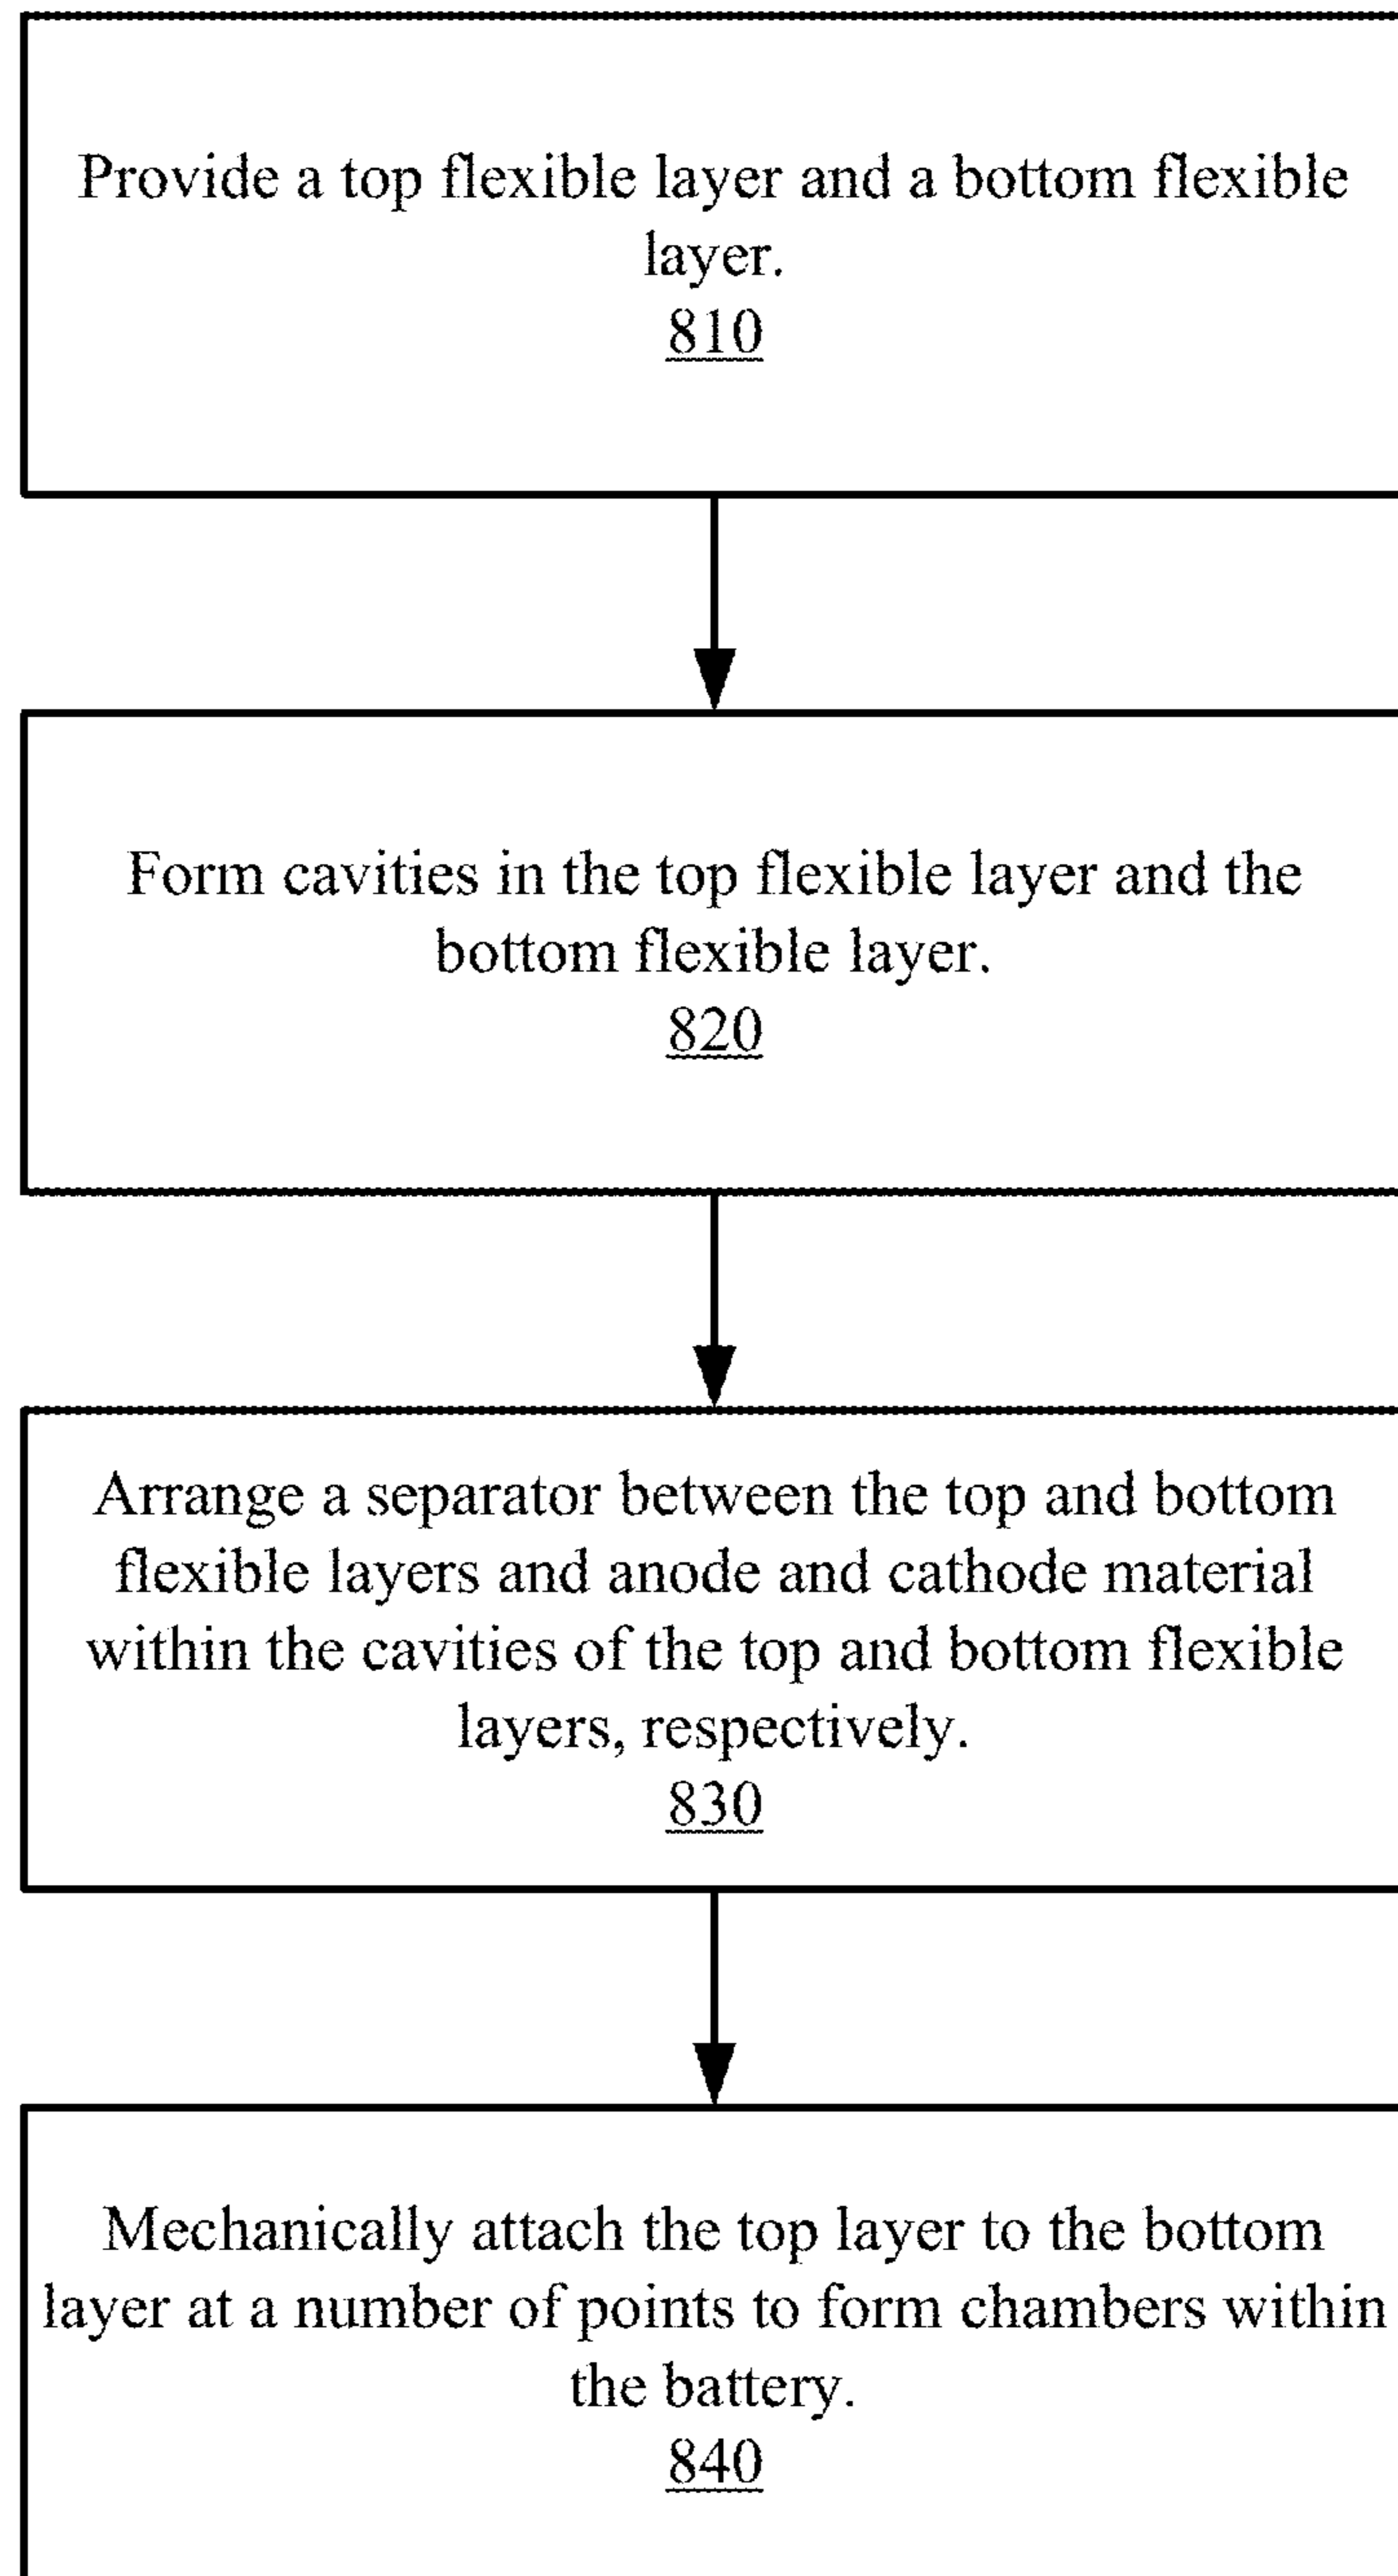 Provide a top flexible layer and a bottom flexible
layer.
810
Form cavities in the top flexible layer and the
bottom flexible layer.
820
Arrange a separator between the top and bottom
flexible layers and anode and cathode material
within the cavities of the top and bottom flexible
layers, respectively.
830
Mechanically attach the top layer to the bottom
layer at a number of points to form chambers within
the battery.
840